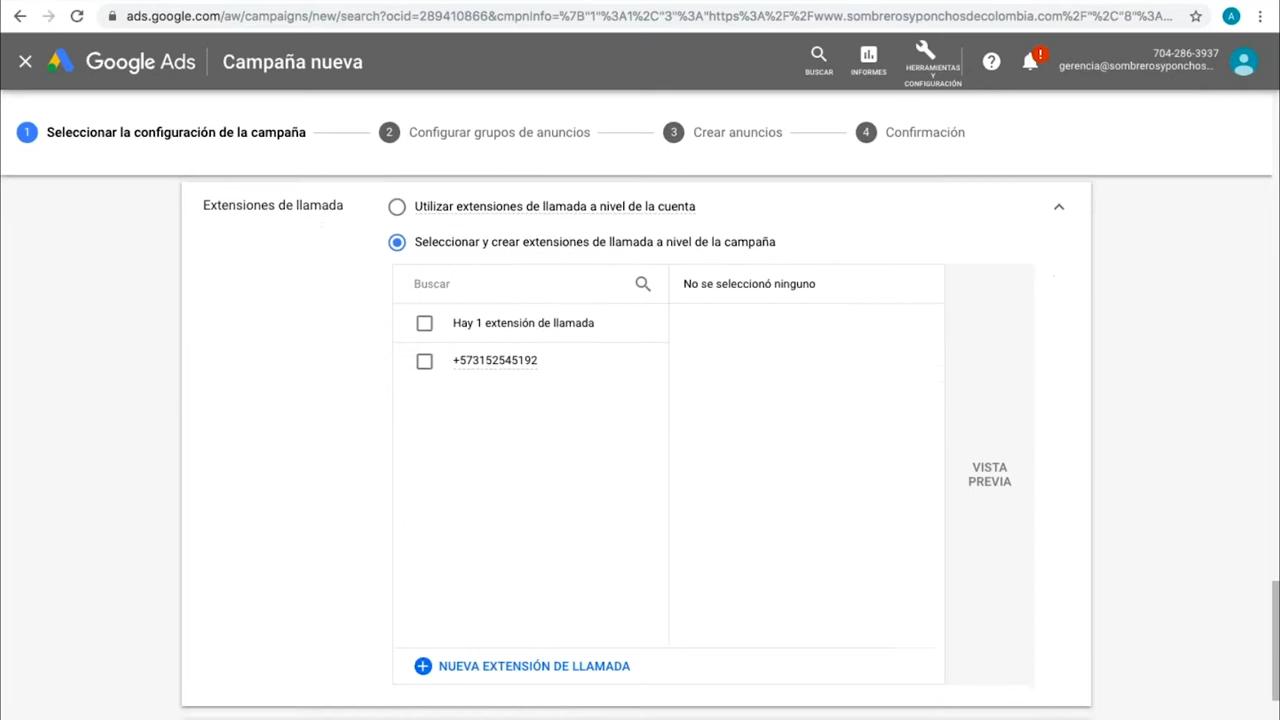 ads.google.com/aw/campaigns/new/search?ocid=289410866&cmpnInfo=%7B"1"%3A1%2C"3"%3A"https%3A%2F%2Fwww.sombrerosyponchosdecolombia.com%2F"%2C"8"%3A...
A
Google Ads
Campaña nueva
BUSCAR
INFORMES
HERRAMIENTAS
Y
CONFIGURACIÓN
?
!
704-286-3937
gerencia@sombrerosyponchos...
1 Seleccionar la configuración de la campaña
2 Configurar grupos de anuncios
3 Crear anuncios
4 Confirmación
Extensiones de llamada
Utilizar extensiones de llamada a nivel de la cuenta
Seleccionar y crear extensiones de llamada a nivel de la campaña
Buscar
No se seleccionó ninguno
Hay 1 extensión de llamada
+573152545192
VISTA
PREVIA
NUEVA EXTENSIÓN DE LLAMADA